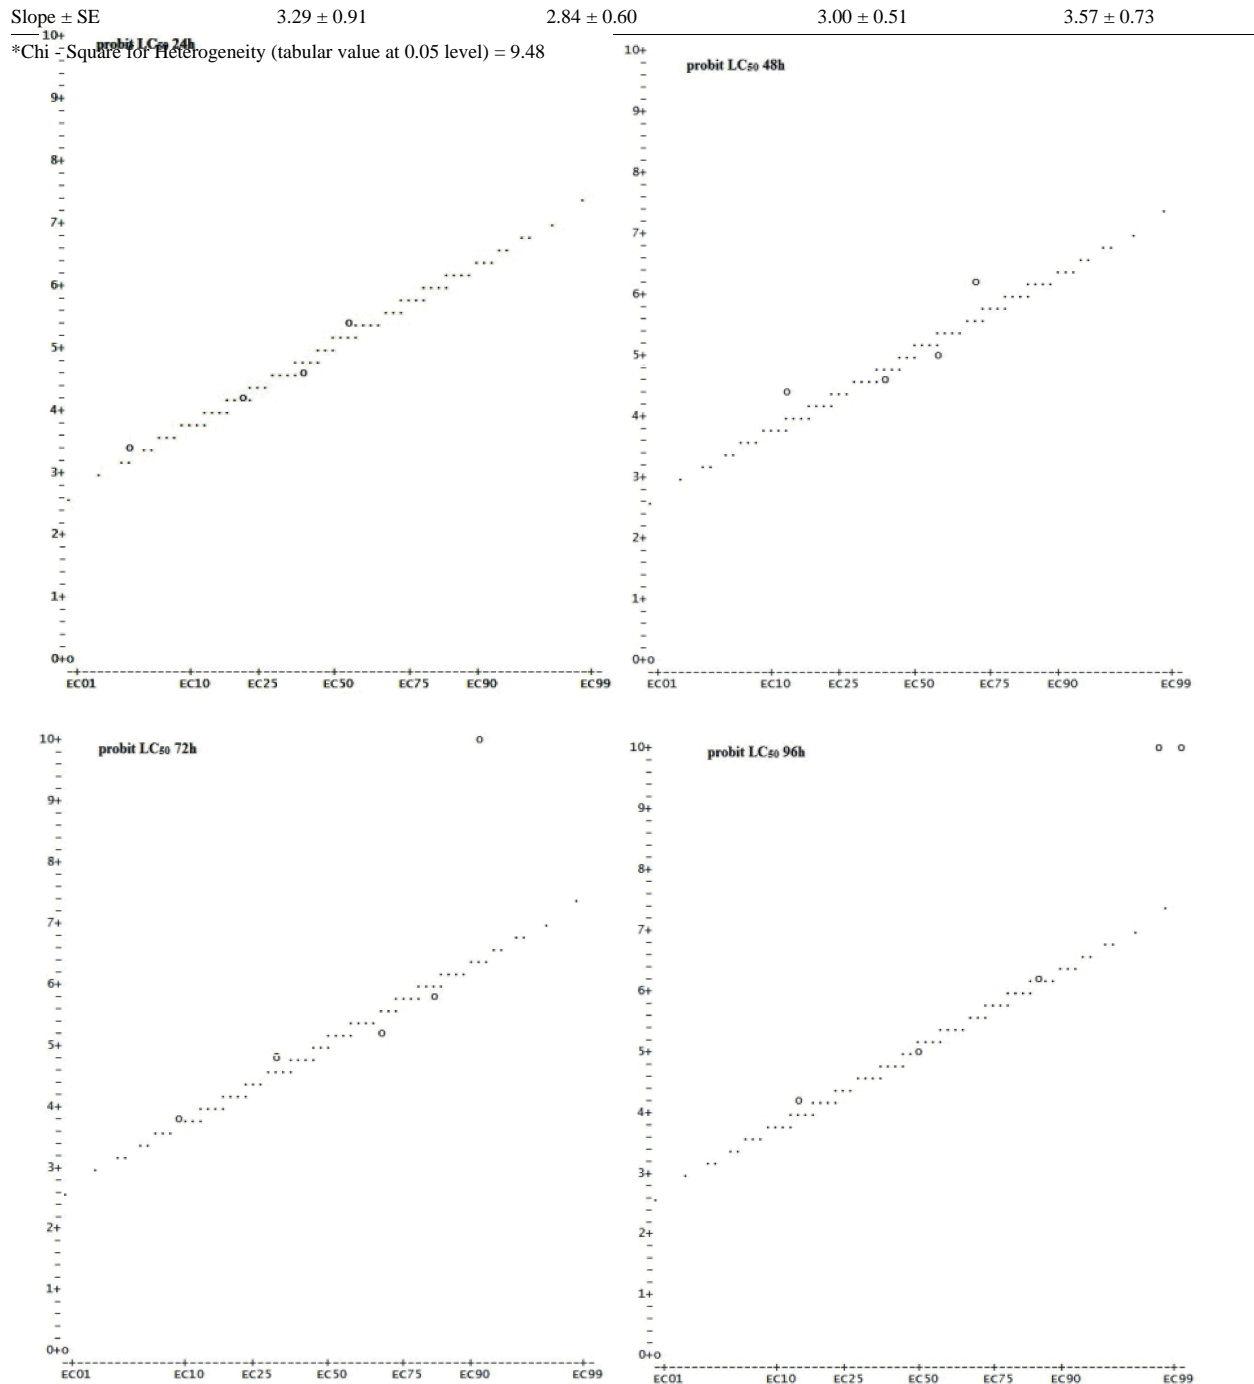 Slope ± SE 3.29 ± 0.91 2.84 ± 0.60 3.00 ± 0.51 3.57 ± 0.73
*Chi - Square for Heterogeneity (tabular value at 0.05 level) = 9.48
probit LC₅₀ 24h
10+
9+
8+
7+
6+
5+
4+
3+
2+
1+
0+o
EC01 EC10 EC25 EC50 EC75 EC90 EC99
probit LC₅₀ 48h
10+
9+
8+
7+
6+
5+
4+
3+
2+
1+
0+o
EC01 EC10 EC25 EC50 EC75 EC90 EC99
probit LC₅₀ 72h
10+
9+
8+
7+
6+
5+
4+
3+
2+
1+
0+o
EC01 EC10 EC25 EC50 EC75 EC90 EC99
probit LC₅₀ 96h
10+
9+
8+
7+
6+
5+
4+
3+
2+
1+
0+o
EC01 EC10 EC25 EC50 EC75 EC90 EC99